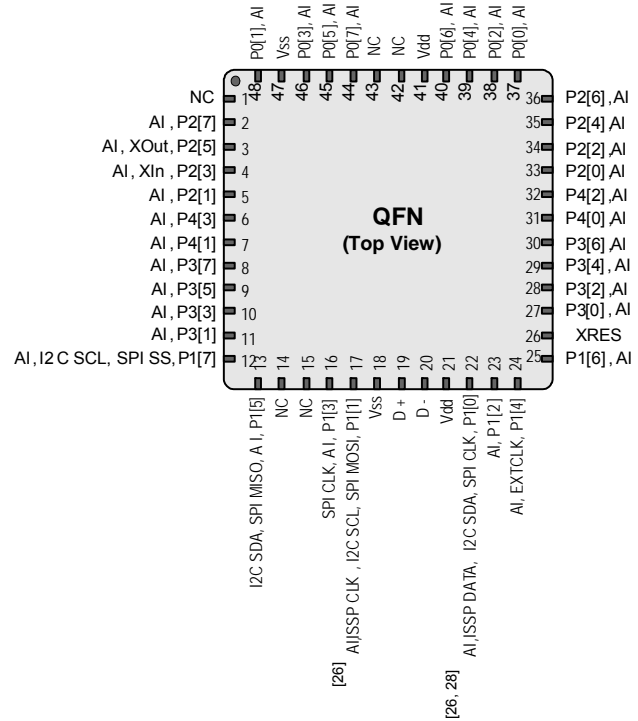 P0[1], AI
Vss
P0[3], AI
P0[5], AI
P0[7], AI
NC
NC
Vdd
P0[6], AI
P0[4], AI
P0[2], AI
P0[0], AI
48
47
46
45
44
43
42
41
40
39
38
37
NC 1
AI , P2[7] 2
AI , XOut , P2[5] 3
AI , XIn , P2[3] 4
AI , P2[1] 5
AI , P4[3] 6
AI , P4[1] 7
AI , P3[7] 8
AI , P3[5] 9
AI , P3[3] 10
AI , P3[1] 11
AI , I2 C SCL, SPI SS, P1[7] 12
QFN
(Top View)
36 P2[6] , AI
35 P2[4] , AI
34 P2[2] , AI
33 P2[0] , AI
32 P4[2] , AI
31 P4[0] , AI
30 P3[6] , AI
29 P3[4] , AI
28 P3[2] , AI
27 P3[0] , AI
26 XRES
25 P1[6] , AI
13
14
15
16
17
18
19
20
21
22
23
24
I2C SDA, SPI MISO, A I, P1[5]
NC
NC
SPI CLK, A I, P1[3]
[26]
AI,ISSP CLK , I2C SCL, SPI MOSI, P1[1]
Vss
D +
D -
Vdd
[26, 28]
AI,ISSP DATA, I2C SDA, SPI CLK, P1[0]
AI, P1[2]
AI, EXTCLK, P1[4]